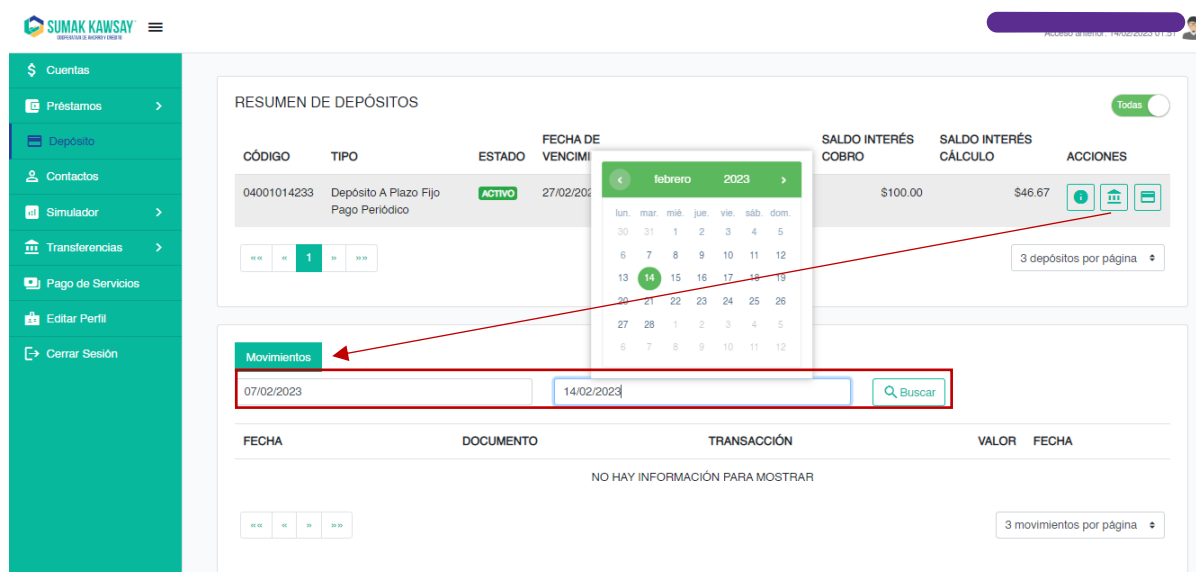 SUMAK KAWSAY
COOPERATIVA DE AHORRO Y CRÉDITO
Acceso anterior: 14/02/2023 01:51
$ Cuentas
Préstamos >
Depósito
Contactos
Simulador >
Transferencias >
Pago de Servicios
Editar Perfil
Cerrar Sesión
RESUMEN DE DEPÓSITOS
Todas
CÓDIGO TIPO ESTADO FECHA DE VENCIMI SALDO INTERÉS COBRO SALDO INTERÉS CÁLCULO ACCIONES
04001014233 Depósito A Plazo Fijo Pago Periódico ACTIVO 27/02/202 $100.00 $46.67
‹ febrero 2023 ›
lun. mar. mié. jue. vie. sáb. dom.
30 31 1 2 3 4 5
6 7 8 9 10 11 12
13 14 15 16 17 18 19
20 21 22 23 24 25 26
27 28 1 2 3 4 5
6 7 8 9 10 11 12
«« « 1 » »»
3 depósitos por página
Movimientos
07/02/2023 14/02/2023 Buscar
FECHA DOCUMENTO TRANSACCIÓN VALOR FECHA
NO HAY INFORMACIÓN PARA MOSTRAR
«« « » »»
3 movimientos por página